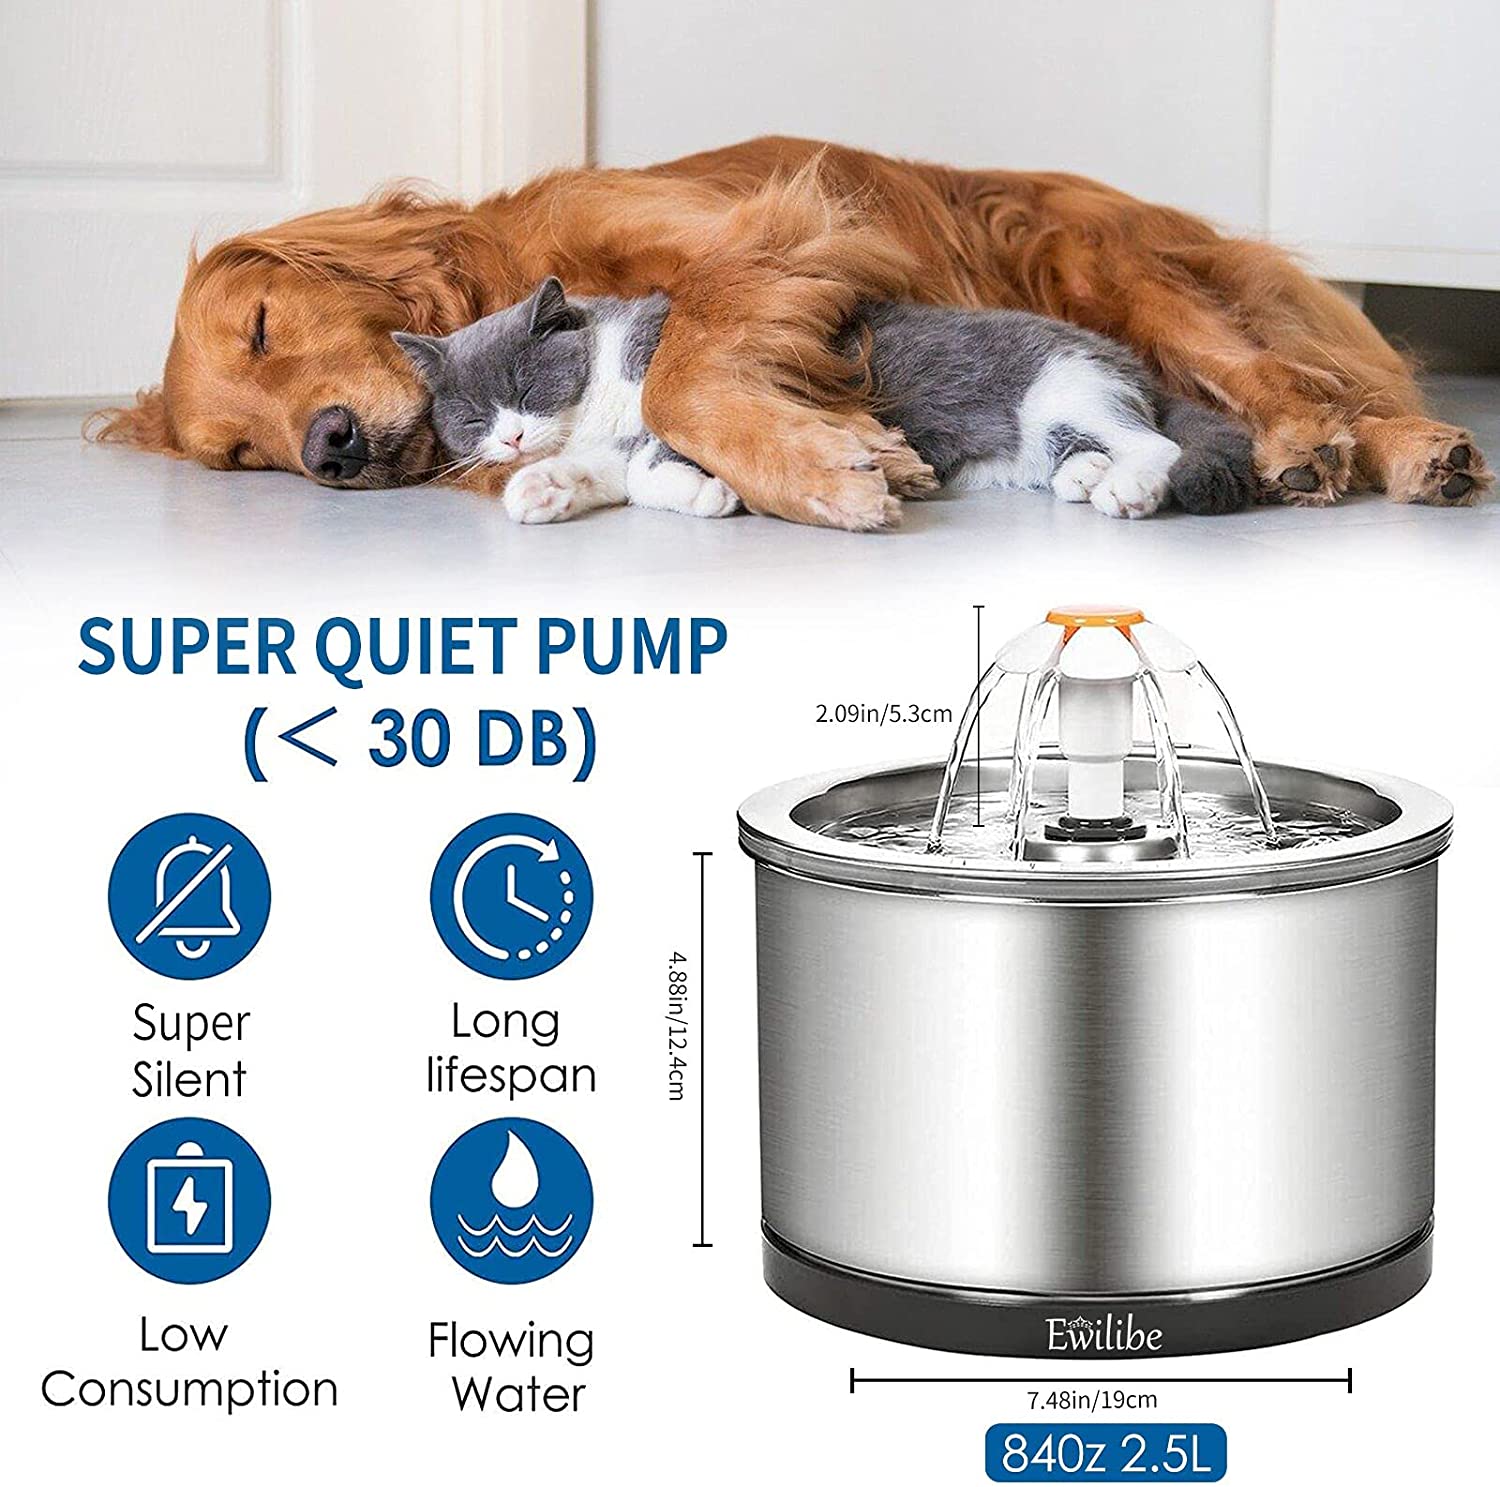 SUPER QUIET PUMP
(< 30 DB)
2.09in/5.3cm
4.88in/12.4cm
Super
Silent
Long
lifespan
Low
Consumption
Flowing
Water
Ewilibe
7.48in/19cm
84oz 2.5L